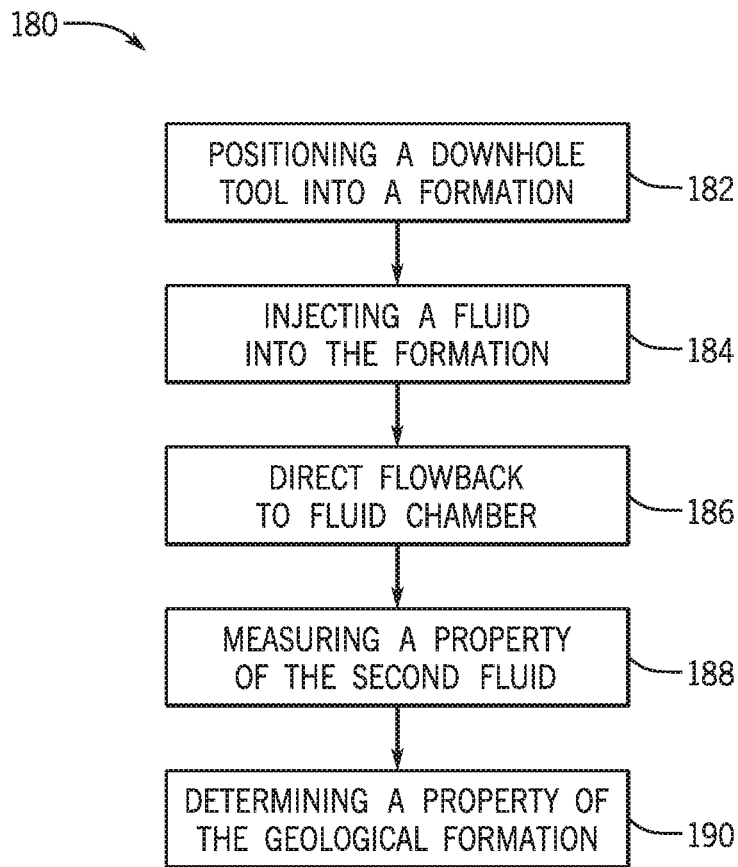 180
POSITIONING A DOWNHOLE
TOOL INTO A FORMATION
182
INJECTING A FLUID
INTO THE FORMATION
184
DIRECT FLOWBACK
TO FLUID CHAMBER
186
MEASURING A PROPERTY
OF THE SECOND FLUID
188
DETERMINING A PROPERTY OF
THE GEOLOGICAL FORMATION
190